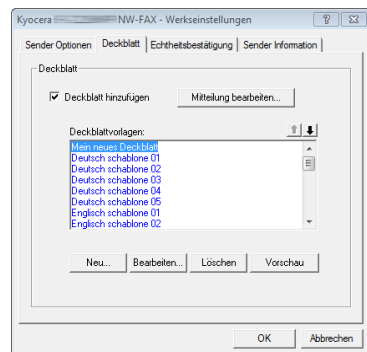 Kyocera NW-FAX - Werkseinstellungen
Sender Optionen Deckblatt Echtheitsbestätigung Sender Information
Deckblatt
Deckblatt hinzufügen Mitteilung bearbeiten...
Deckblattvorlagen:
Mein neues Deckblatt
Deutsch schablone 01
Deutsch schablone 02
Deutsch schablone 03
Deutsch schablone 04
Deutsch schablone 05
Englisch schablone 01
Englisch schablone 02
Neu... Bearbeiten... Löschen Vorschau
OK Abbrechen